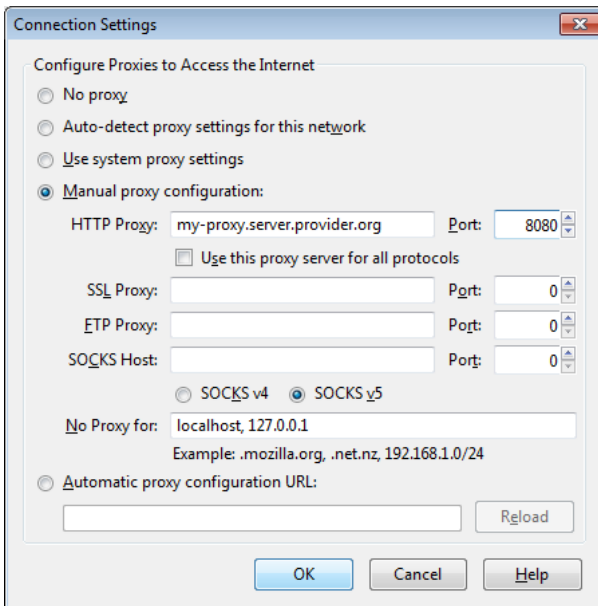 Connection Settings
Configure Proxies to Access the Internet
No proxy
Auto-detect proxy settings for this network
Use system proxy settings
Manual proxy configuration:
HTTP Proxy: my-proxy.server.provider.org Port: 8080
Use this proxy server for all protocols
SSL Proxy: Port: 0
FTP Proxy: Port: 0
SOCKS Host: Port: 0
SOCKS v4 SOCKS v5
No Proxy for: localhost, 127.0.0.1
Example: .mozilla.org, .net.nz, 192.168.1.0/24
Automatic proxy configuration URL:
Reload
OK Cancel Help